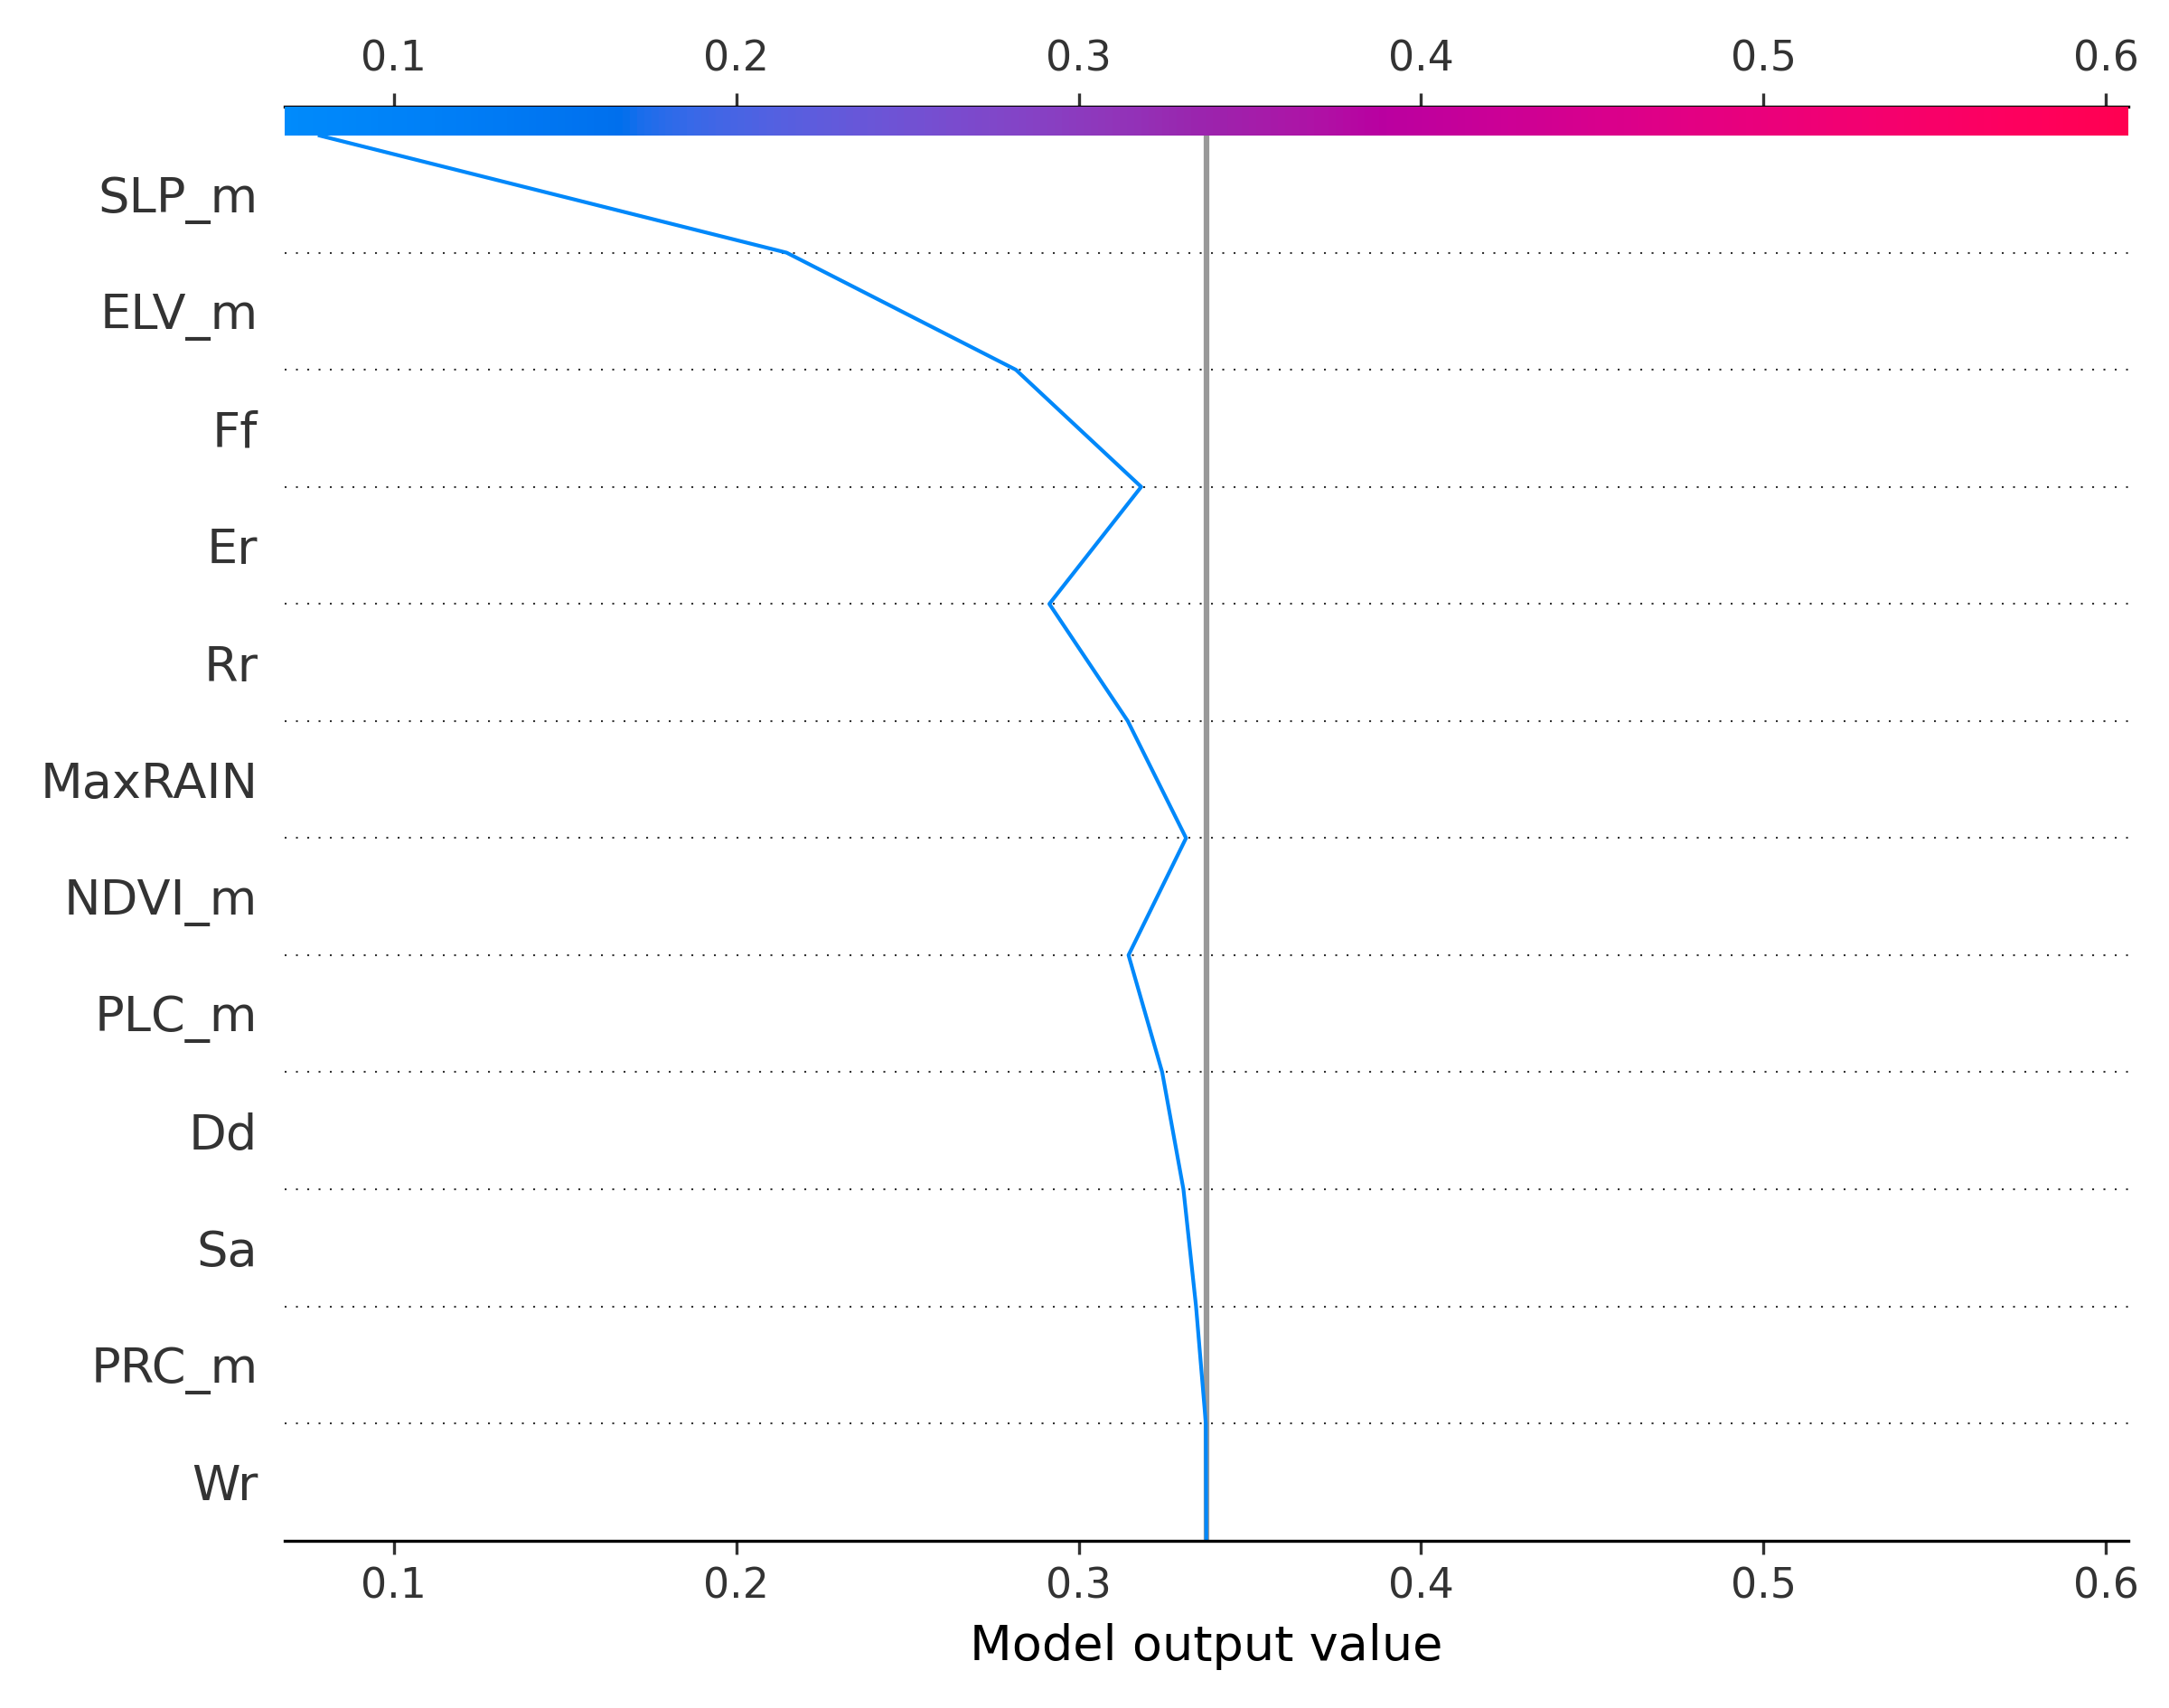 0.1 0.2 0.3 0.4 0.5 0.6
SLP_m
ELV_m
Ff
Er
Rr
MaxRAIN
NDVI_m
PLC_m
Dd
Sa
PRC_m
Wr
0.1 0.2 0.3 0.4 0.5 0.6
Model output value